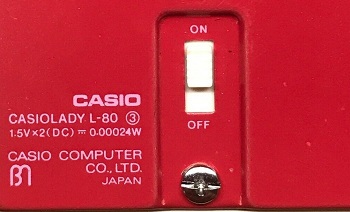 ON
OFF
CASIO
CASIOLADY L-80 ③
1.5V×2(DC) ⎓ 0.00024W
CASIO COMPUTER
CO., LTD.
JAPAN